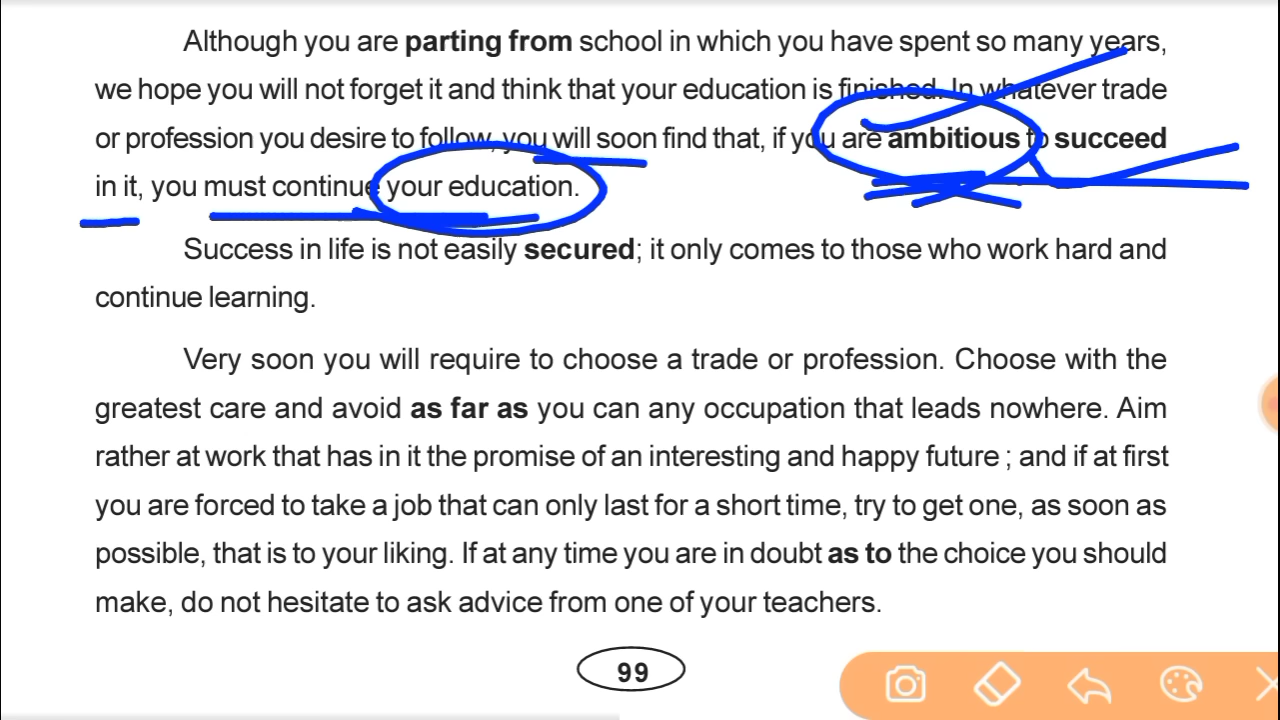 Although you are parting from school in which you have spent so many years,
we hope you will not forget it and think that your education is finished. In whatever trade
or profession you desire to follow, you will soon find that, if you are ambitious to succeed
in it, you must continue your education.
Success in life is not easily secured; it only comes to those who work hard and
continue learning.
Very soon you will require to choose a trade or profession. Choose with the
greatest care and avoid as far as you can any occupation that leads nowhere. Aim
rather at work that has in it the promise of an interesting and happy future ; and if at first
you are forced to take a job that can only last for a short time, try to get one, as soon as
possible, that is to your liking. If at any time you are in doubt as to the choice you should
make, do not hesitate to ask advice from one of your teachers.
99